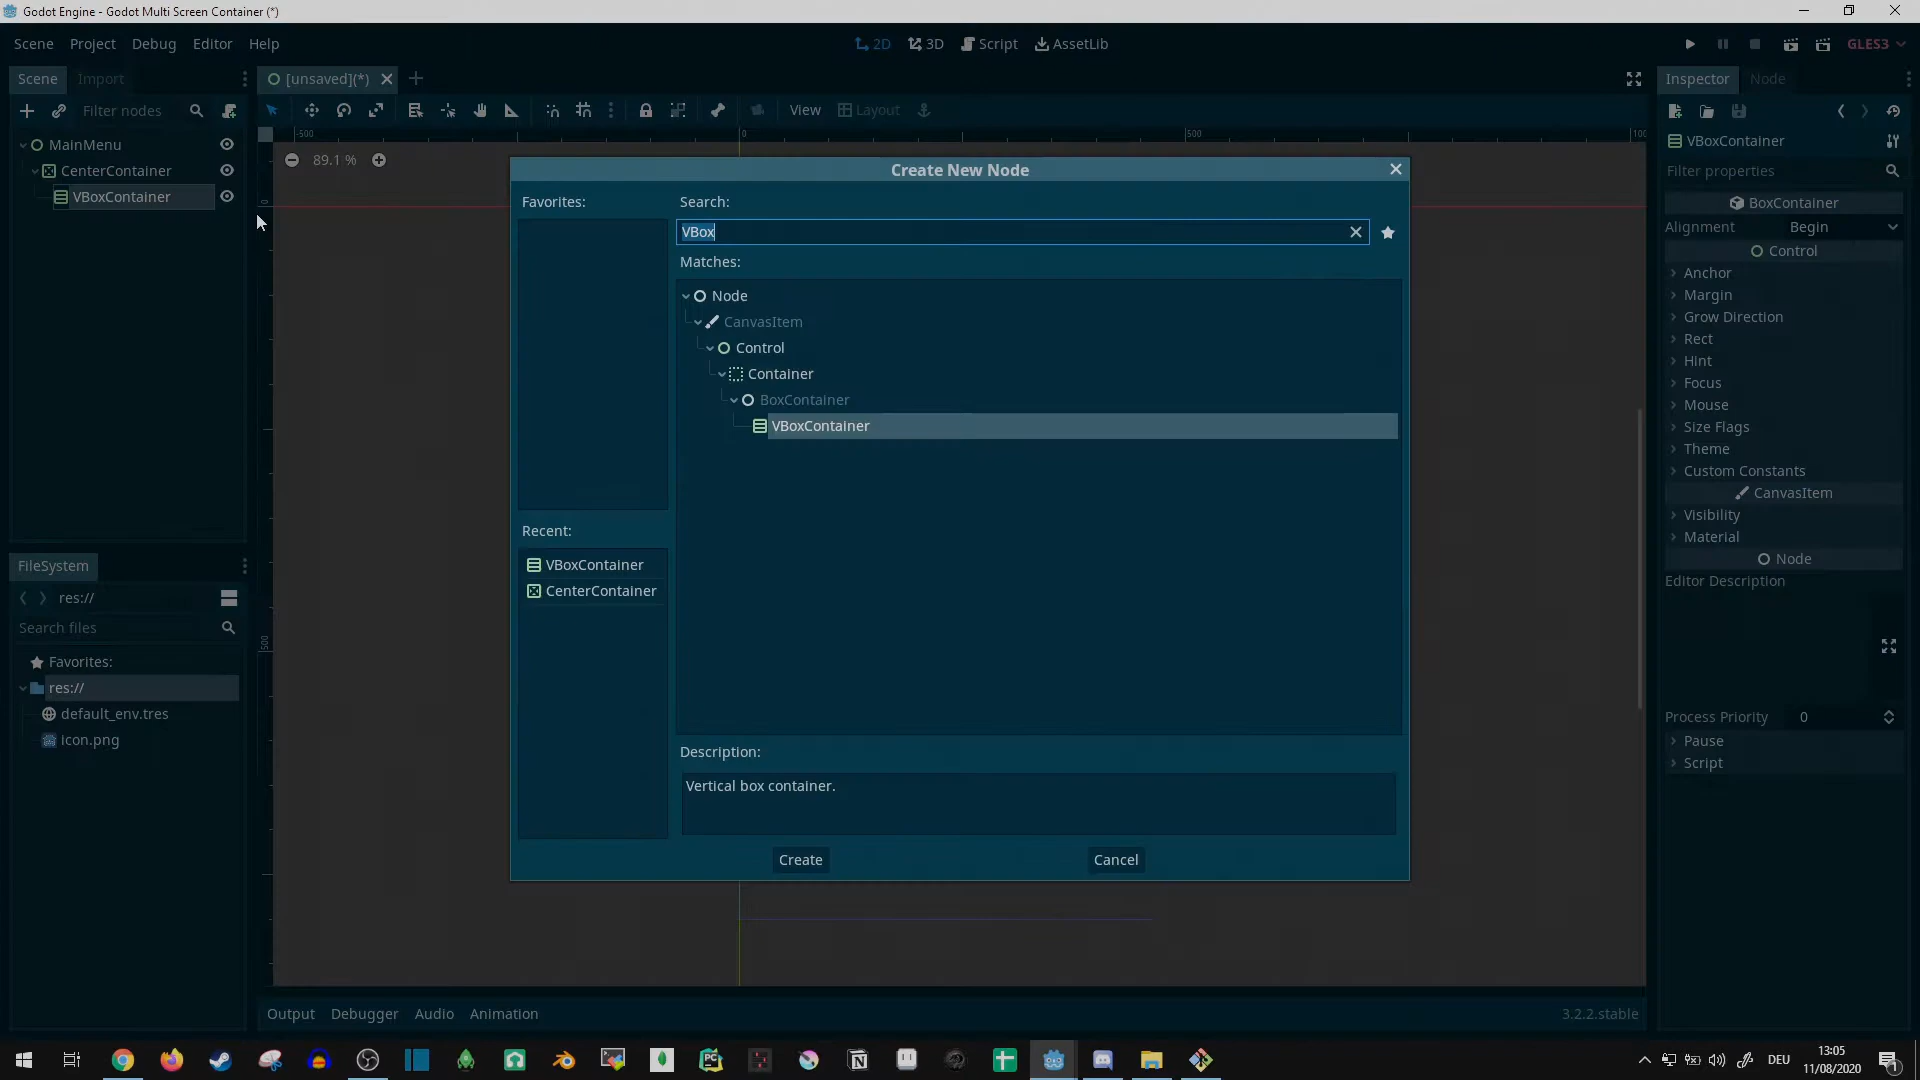 Godot Engine - Godot Multi Screen Container (*)
Scene Project Debug Editor Help
2D 3D Script AssetLib
GLES3
Scene Import
[unsaved](*)
Inspector Node
Filter nodes
View Layout
MainMenu
CenterContainer
VBoxContainer
-500 0 500 100
89.1 %
0
500
Create New Node
Favorites:
Search:
VBox
Matches:
Node
CanvasItem
Control
Container
BoxContainer
VBoxContainer
Recent:
VBoxContainer
CenterContainer
Description:
Vertical box container.
Create Cancel
VBoxContainer
Filter properties
BoxContainer
Alignment Begin
Control
Anchor
Margin
Grow Direction
Rect
Hint
Focus
Mouse
Size Flags
Theme
Custom Constants
CanvasItem
Visibility
Material
Node
Editor Description
Process Priority 0
Pause
Script
FileSystem
res://
Search files
Favorites:
res://
default_env.tres
icon.png
Output Debugger Audio Animation
3.2.2.stable
DEU
13:05
11/08/2020